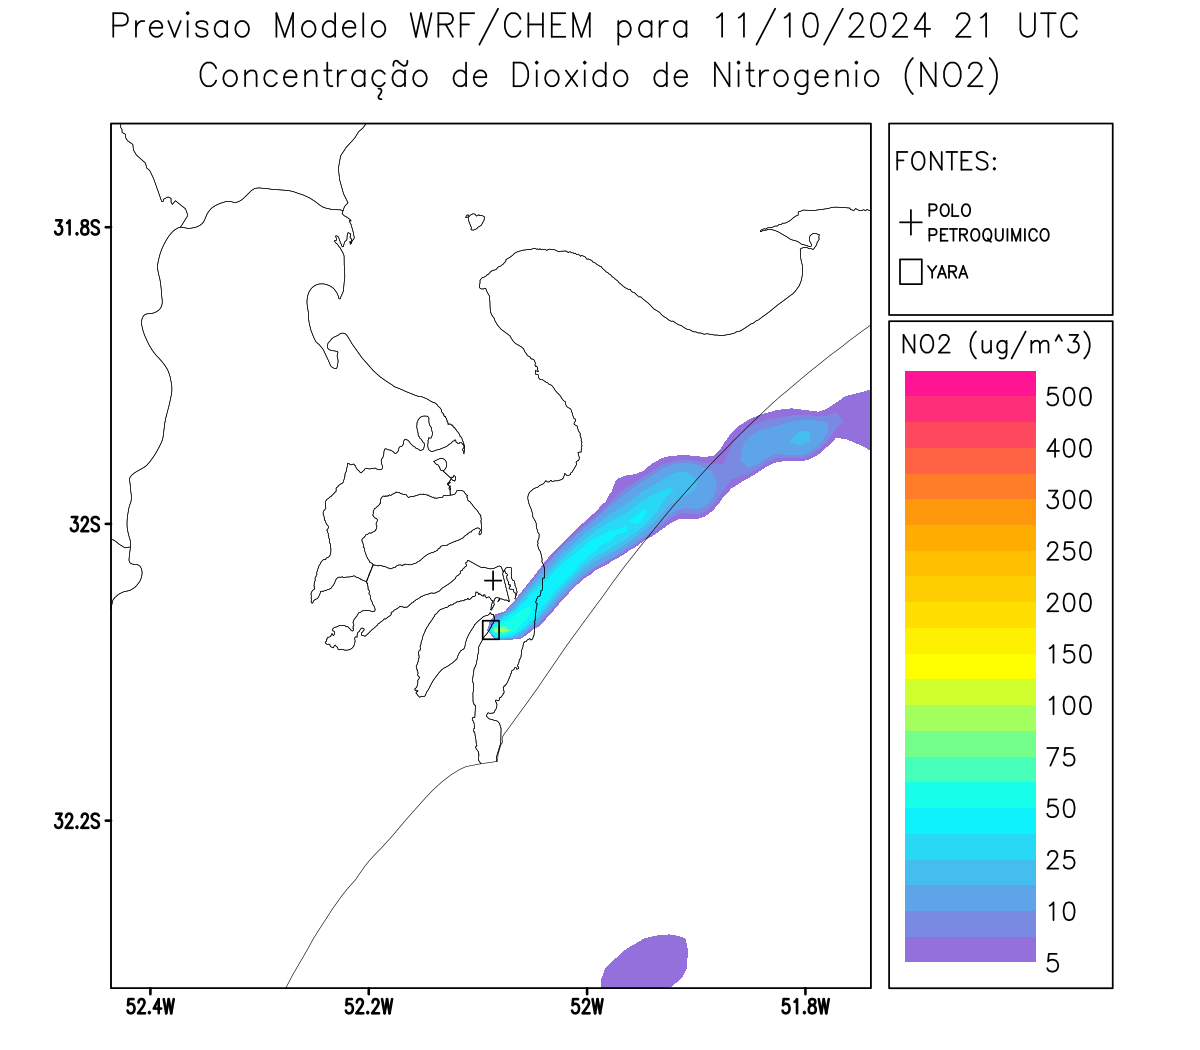 Previsao Modelo WRF/CHEM para 11/10/2024 21 UTC
Concentração de Dioxido de Nitrogenio (NO2)
FONTES:
POLO
PETROQUIMICO
YARA
31.8S
32S
32.2S
52.4W
52.2W
52W
51.8W
NO2 (ug/m^3)
500
400
300
250
200
150
100
75
50
25
10
5